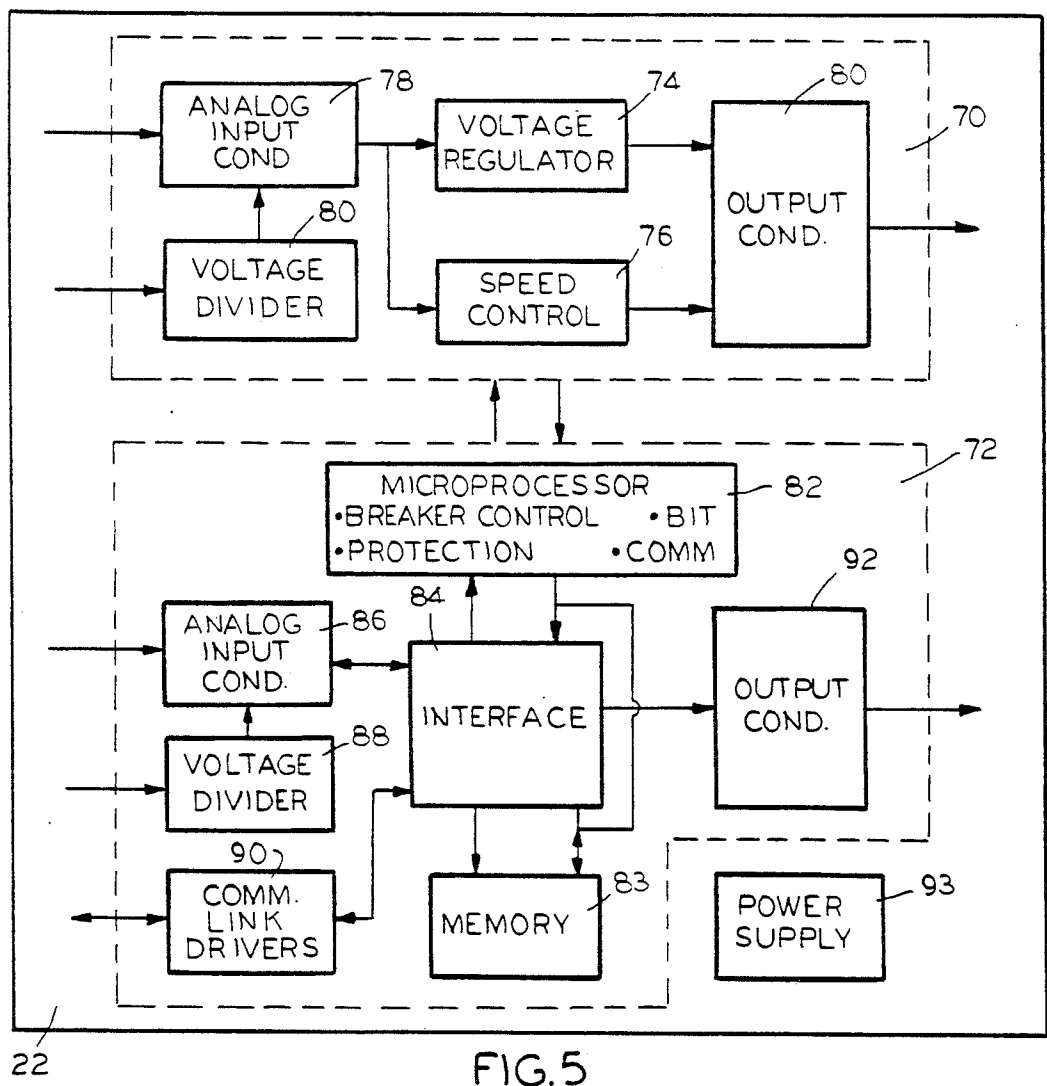 78
ANALOG
INPUT
COND
74
VOLTAGE
REGULATOR
80
OUTPUT
COND.
70
80
VOLTAGE
DIVIDER
76
SPEED
CONTROL
72
MICROPROCESSOR
•BREAKER CONTROL •BIT
•PROTECTION •COMM
82
84
INTERFACE
86
ANALOG
INPUT
COND.
92
OUTPUT
COND.
88
VOLTAGE
DIVIDER
90
COMM.
LINK
DRIVERS
83
MEMORY
93
POWER
SUPPLY
22
FIG.5